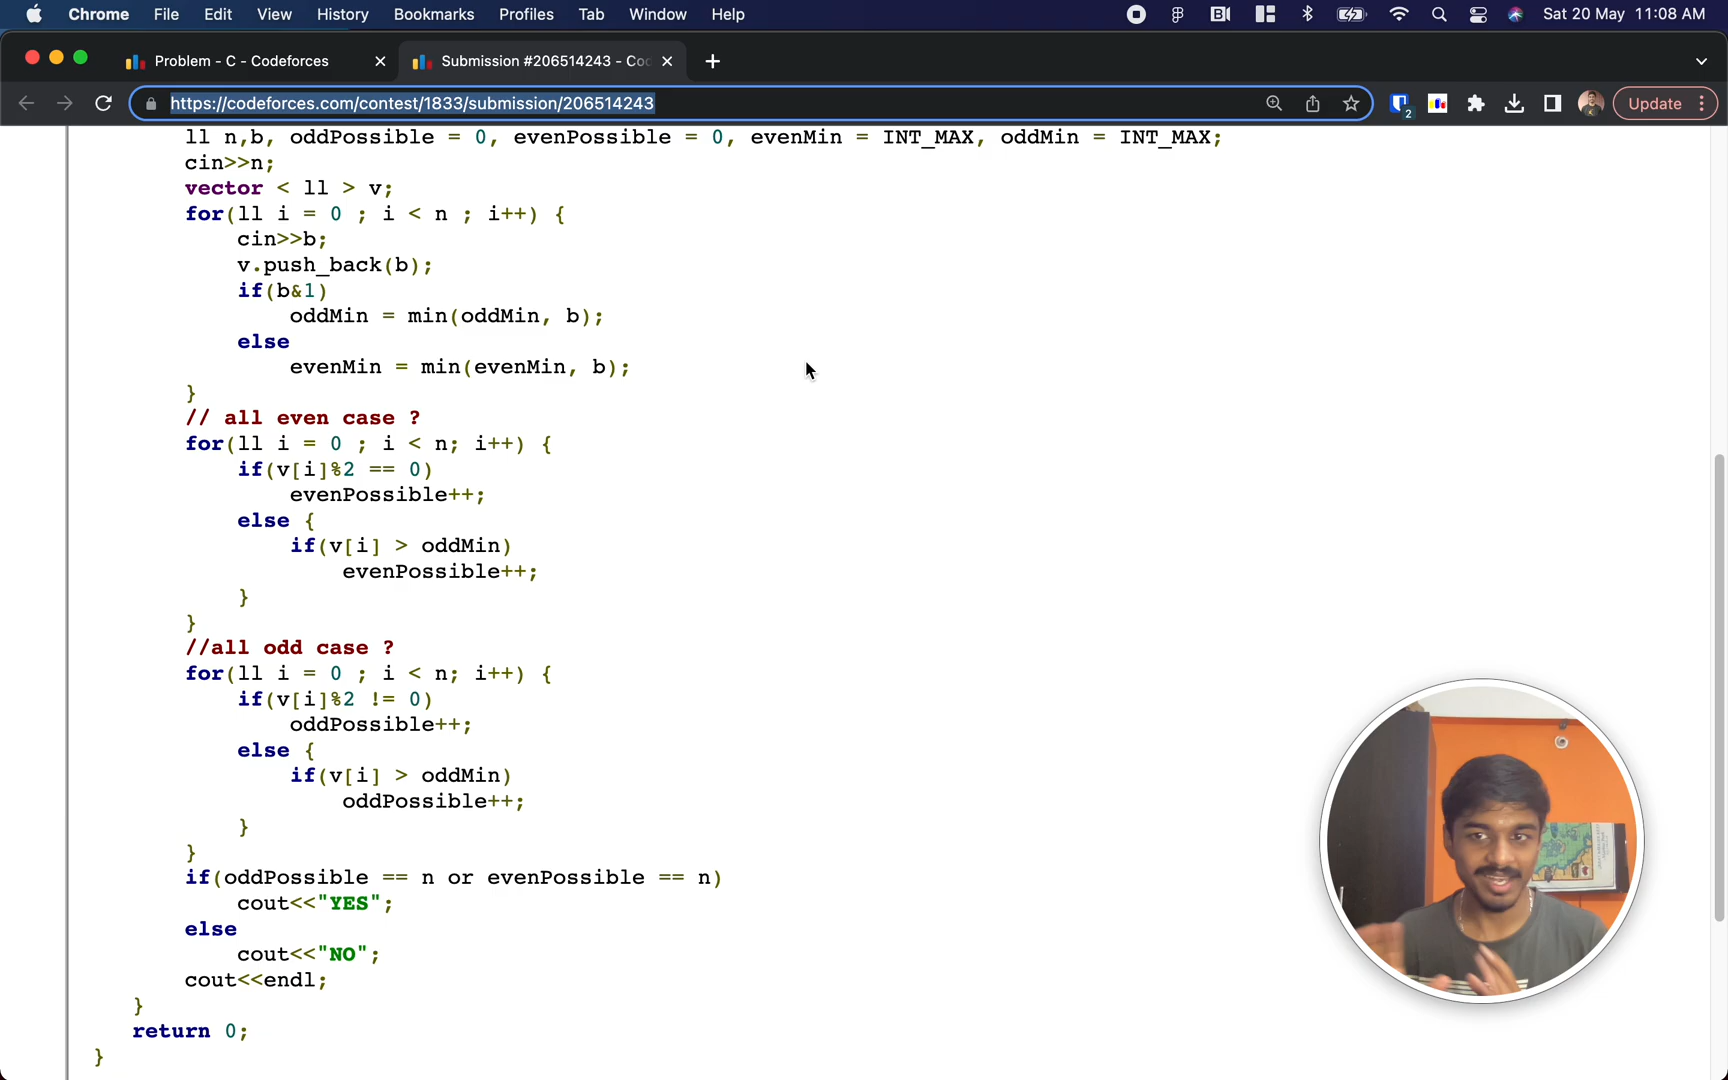 Chrome File Edit View History Bookmarks Profiles Tab Window Help Sat 20 May 11:08 AM
Problem - C - Codeforces Submission #206514243 - Co
https://codeforces.com/contest/1833/submission/206514243 2 Update
ll n,b, oddPossible = 0, evenPossible = 0, evenMin = INT_MAX, oddMin = INT_MAX;
cin>>n;
vector < ll > v;
for(ll i = 0 ; i < n ; i++) {
cin>>b;
v.push_back(b);
if(b&1)
oddMin = min(oddMin, b);
else
evenMin = min(evenMin, b);
}
// all even case ?
for(ll i = 0 ; i < n; i++) {
if(v[i]%2 == 0)
evenPossible++;
else {
if(v[i] > oddMin)
evenPossible++;
}
}
//all odd case ?
for(ll i = 0 ; i < n; i++) {
if(v[i]%2 != 0)
oddPossible++;
else {
if(v[i] > oddMin)
oddPossible++;
}
}
if(oddPossible == n or evenPossible == n)
cout<<"YES";
else
cout<<"NO";
cout<<endl;
}
return 0;
}